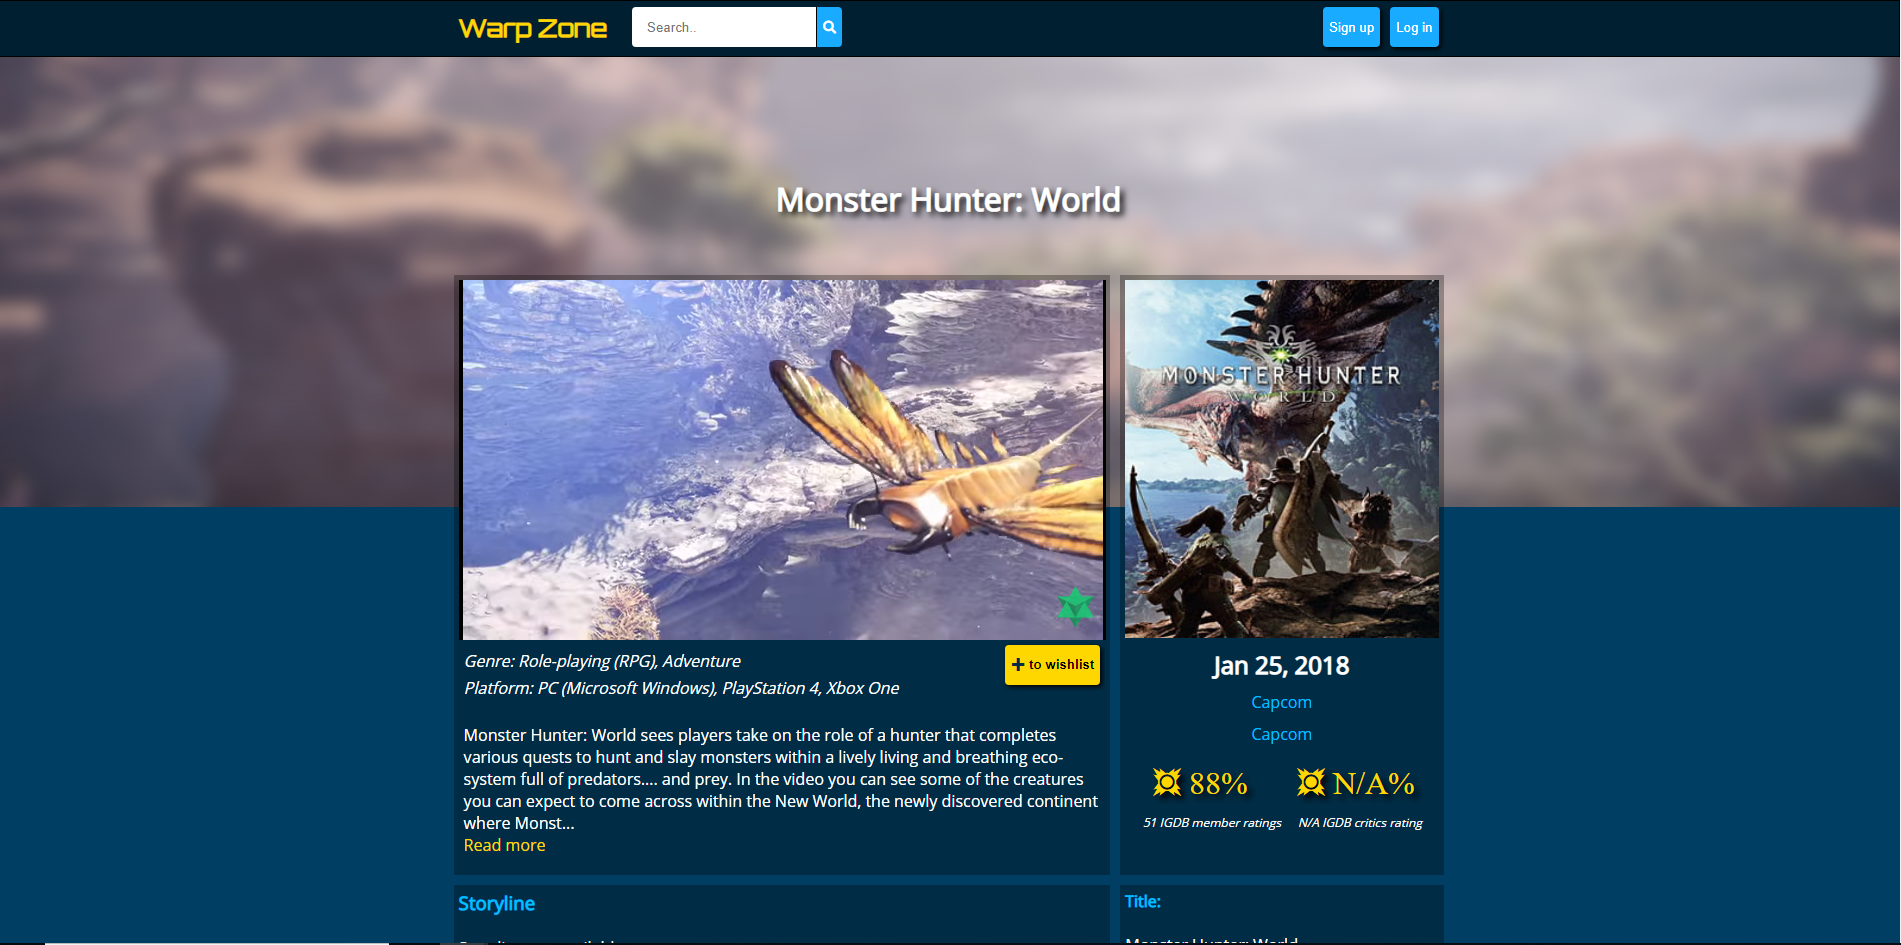 Warp Zone
Search..
Sign up
Log in
Monster Hunter: World
MONSTER HUNTER
WORLD
Genre: Role-playing (RPG), Adventure
+ to wishlist
Platform: PC (Microsoft Windows), PlayStation 4, Xbox One
Monster Hunter: World sees players take on the role of a hunter that completes
various quests to hunt and slay monsters within a lively living and breathing eco-
system full of predators.... and prey. In the video you can see some of the creatures
you can expect to come across within the New World, the newly discovered continent
where Monst...
Read more
Jan 25, 2018
Capcom
Capcom
88%
N/A%
51 IGDB member ratings
N/A IGDB critics rating
Storyline
Title:
Monster Hunter: World